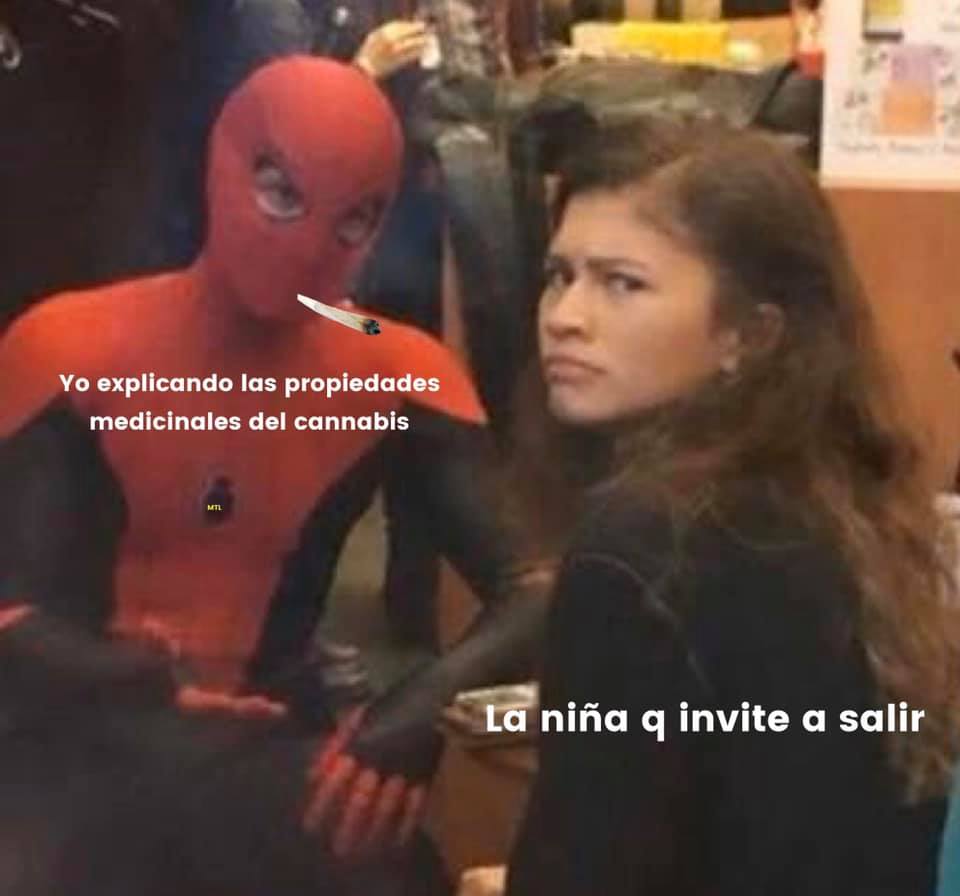 Yo explicando las propiedades
medicinales del cannabis
MTL
La niña q invite a salir